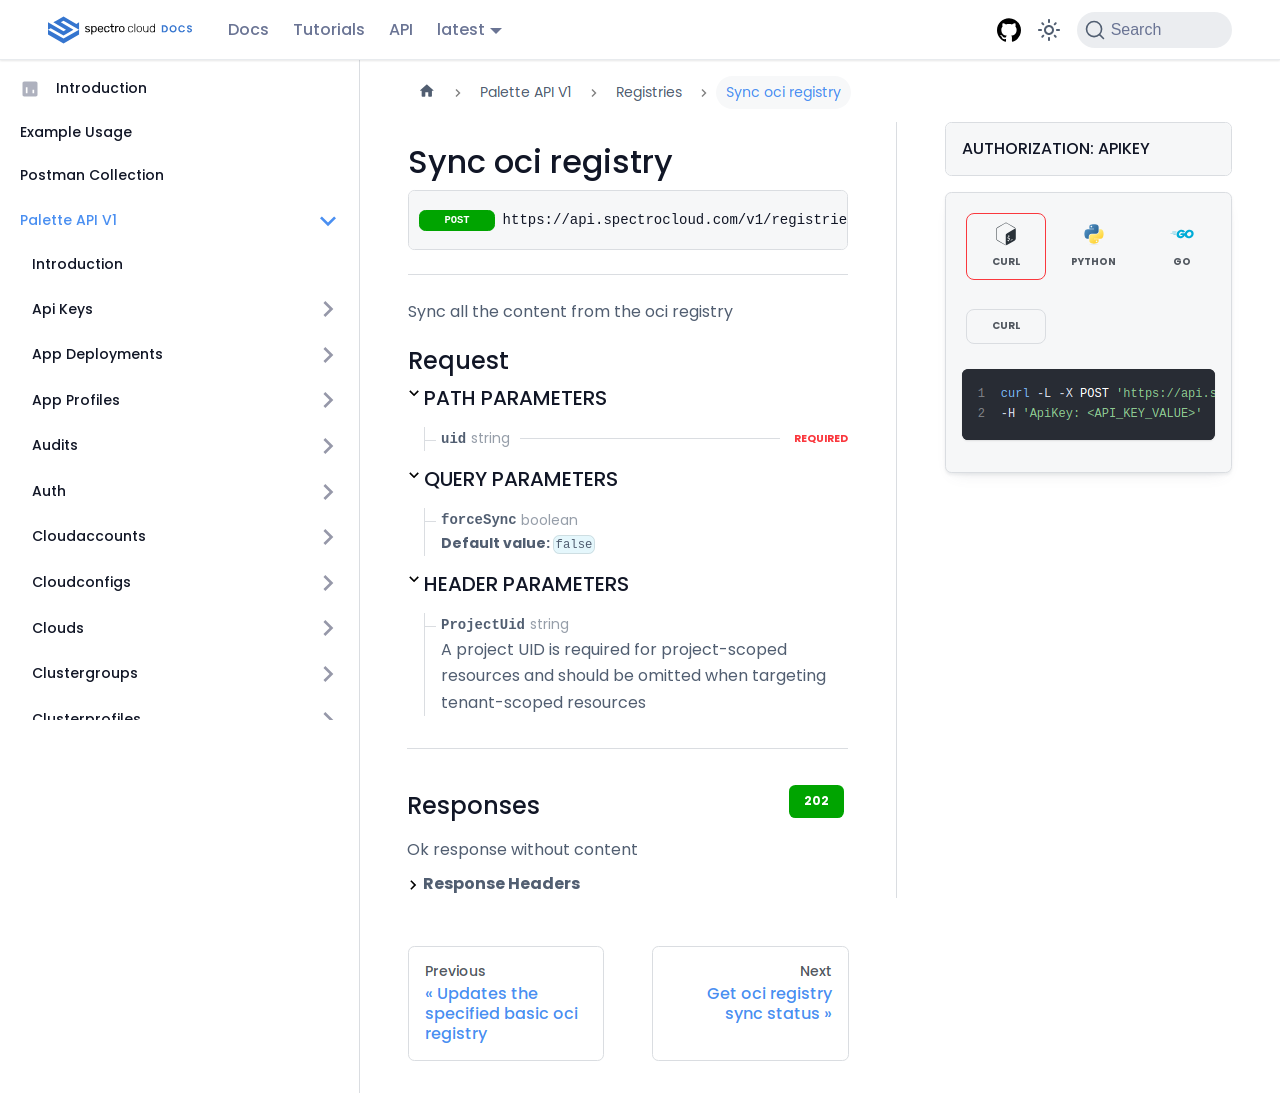 spectro cloud DOCS
Docs
Tutorials
API
latest
Search
Introduction
Example Usage
Postman Collection
Palette API V1
Introduction
Api Keys
App Deployments
App Profiles
Audits
Auth
Cloudaccounts
Cloudconfigs
Clouds
Clustergroups
Clusterprofiles
Palette API V1
Registries
Sync oci registry
Sync oci registry
POST https://api.spectrocloud.com/v1/registrie
Sync all the content from the oci registry
Request
PATH PARAMETERS
uid string REQUIRED
QUERY PARAMETERS
forceSync boolean
Default value: false
HEADER PARAMETERS
ProjectUid string
A project UID is required for project-scoped
resources and should be omitted when targeting
tenant-scoped resources
Responses
202
Ok response without content
Response Headers
Previous
« Updates the
specified basic oci
registry
Next
Get oci registry
sync status »
AUTHORIZATION: APIKEY
CURL
PYTHON
GO
CURL
1 curl -L -X POST 'https://api.s
2 -H 'ApiKey: <API_KEY_VALUE>'